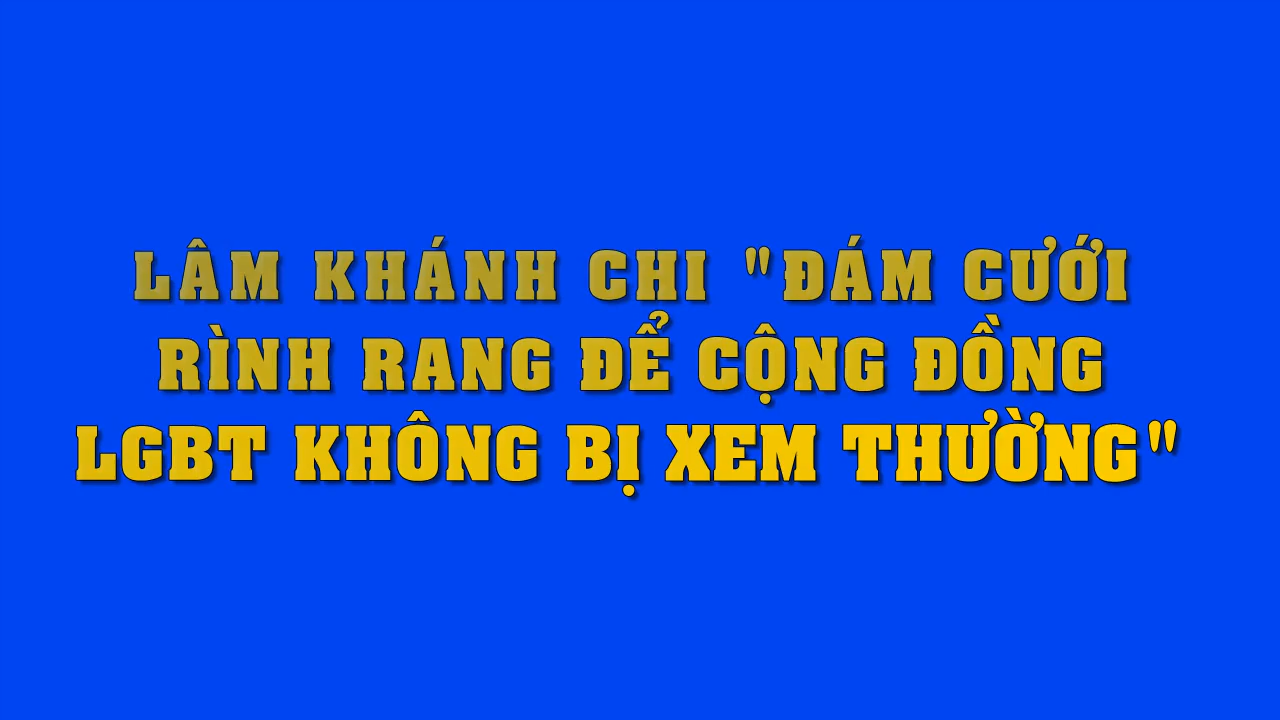 LÂM KHÁNH CHI "ĐÁM CƯỚI
RÌNH RANG ĐỂ CỘNG ĐỒNG
LGBT KHÔNG BỊ XEM THƯỜNG"